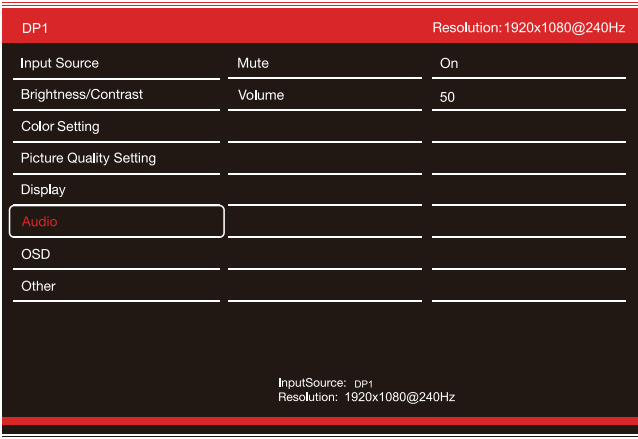 DP1 Resolution:1920x1080@240Hz
Input Source Mute On
Brightness/Contrast Volume 50
Color Setting
Picture Quality Setting
Display
Audio
OSD
Other
InputSource: DP1
Resolution: 1920x1080@240Hz